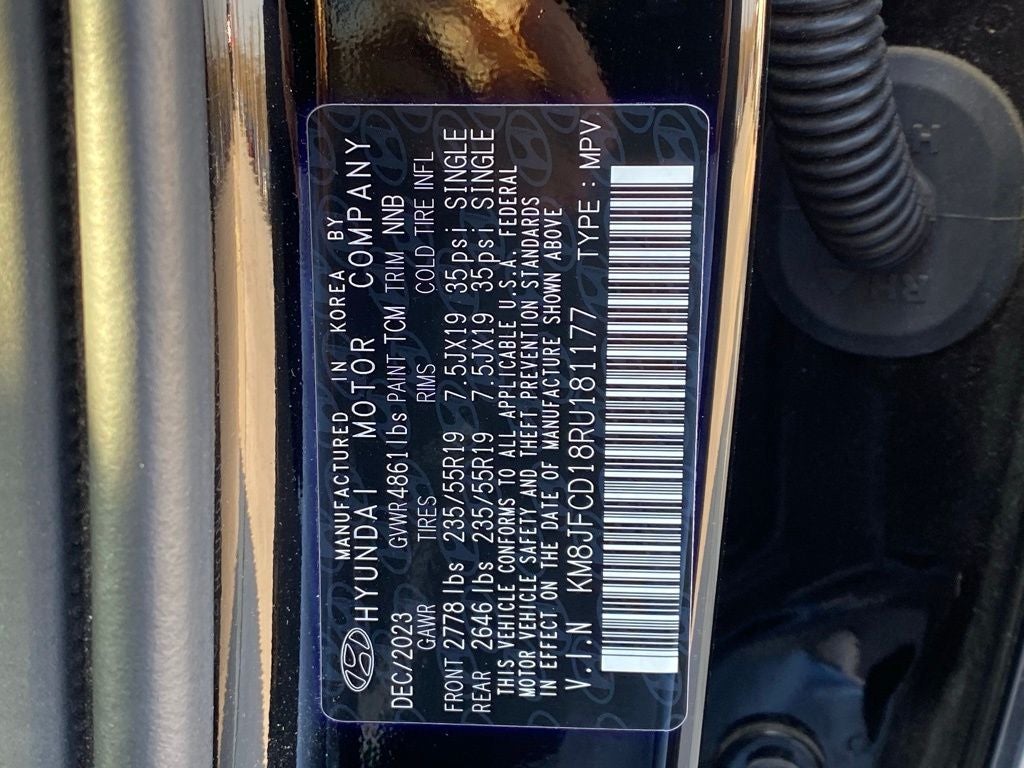 MANUFACTURED IN KOREA BY
HYUNDAI MOTOR COMPANY
DEC/2023 GVWR 4861lbs PAINT TCM TRIM NNB
GAWR TIRES RIMS COLD TIRE INFL
FRONT 2778 lbs 235/55R19 7.5JX19 35psi SINGLE
REAR 2646 lbs 235/55R19 7.5JX19 35psi SINGLE
THIS VEHICLE CONFORMS TO ALL APPLICABLE U.S.A. FEDERAL
MOTOR VEHICLE SAFETY AND THEFT PREVENTION STANDARDS
IN EFFECT ON THE DATE OF MANUFACTURE SHOWN ABOVE
V.I.N KM8JFCD18RU181177 TYPE : MPV
RH